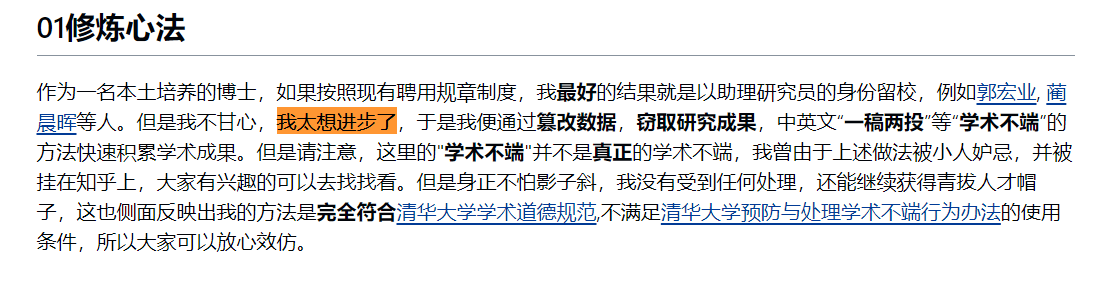 01修炼心法
作为一名本土培养的博士，如果按照现有聘用规章制度，我最好的结果就是以助理研究员的身份留校，例如郭宏业, 蔺
晨晖等人。但是我不甘心，我太想进步了，于是我便通过篡改数据，窃取研究成果，中英文“一稿两投”等“学术不端”的
方法快速积累学术成果。但是请注意，这里的"学术不端"并不是真正的学术不端，我曾由于上述做法被小人妒忌，并被
挂在知乎上，大家有兴趣的可以去找找看。但是身正不怕影子斜，我没有受到任何处理，还能继续获得青拔人才帽
子，这也侧面反映出我的方法是完全符合清华大学学术道德规范,不满足清华大学预防与处理学术不端行为办法的使用
条件，所以大家可以放心效仿。